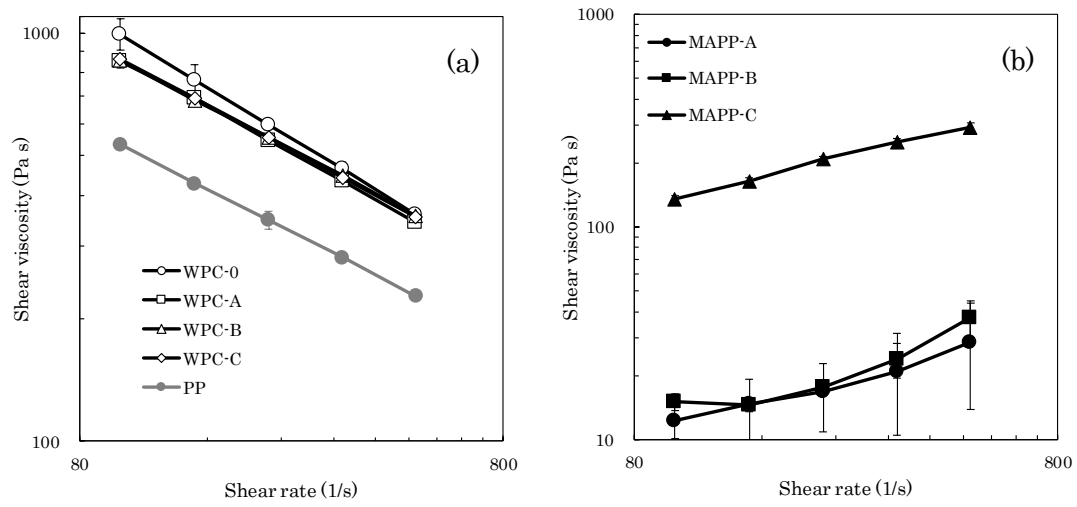 1000
100
80
800
Shear viscosity (Pa s)
Shear rate (1/s)
(a)
WPC-0
WPC-A
WPC-B
WPC-C
PP
1000
100
10
80
800
Shear viscosity (Pa s)
Shear rate (1/s)
(b)
MAPP-A
MAPP-B
MAPP-C